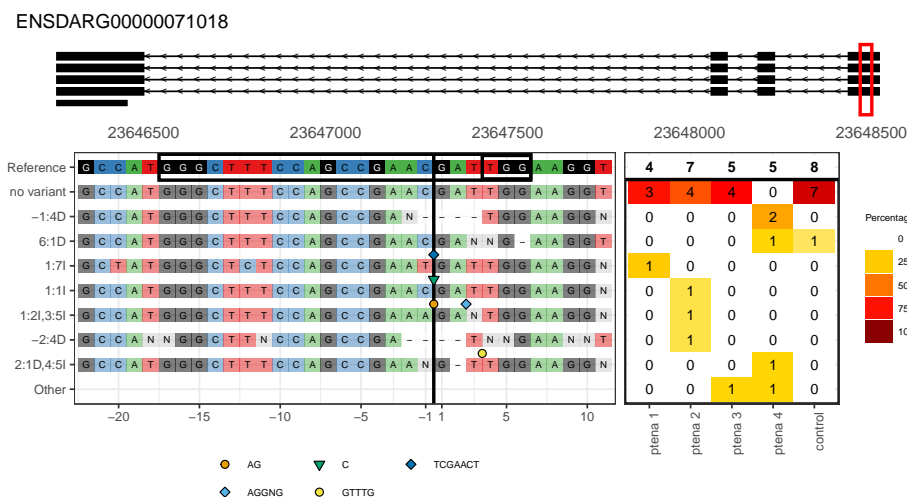 ENSDARG00000071018
23646500 23647000 23647500 23648000 23648500
Reference G C C A T G G G C T T T C C A G C C G A A C G A T T G G A A G G T 4 7 5 5 8
no variant G C C A T G G G C T T T C C A G C C G A A C G A T T G G A A G G T 3 4 4 0 7
−1:4D G C C A T G G G C T T T C C A G C C G A N - - - - T G G A A G G N 0 0 0 2 0
6:1D G C C A T G G G C T T T C C A G C C G A A C G A N N G - A A G G T 0 0 0 1 1
1:7I G C T A T G G G C T C T C C A G C C G A A T G A T T G G A A G G N 1 0 0 0 0
1:1I G C C A T G G G C T T T C C A G C C G A A C G A T T G G A A G G N 0 1 0 0 0
1:2I,3:5I G C C A T G G G C T T T C C A G C C G A A A G A N T G G A A G G N 0 1 0 0 0
−2:4D G C C A N N G G C T T N C C A G C C G A - - - - T N N G A A N N T 0 1 0 0 0
2:1D,4:5I G C C A T G G G C T T T C C A G C C G A A N G - T T G G A A G G N 0 0 0 1 0
Other 0 0 1 1 0
−20 −15 −10 −5 −1 1 5 10
ptena 1 ptena 2 ptena 3 ptena 4 control
Percentag
0
25
50
75
10
AG C TCGAACT
AGGNG GTTTG